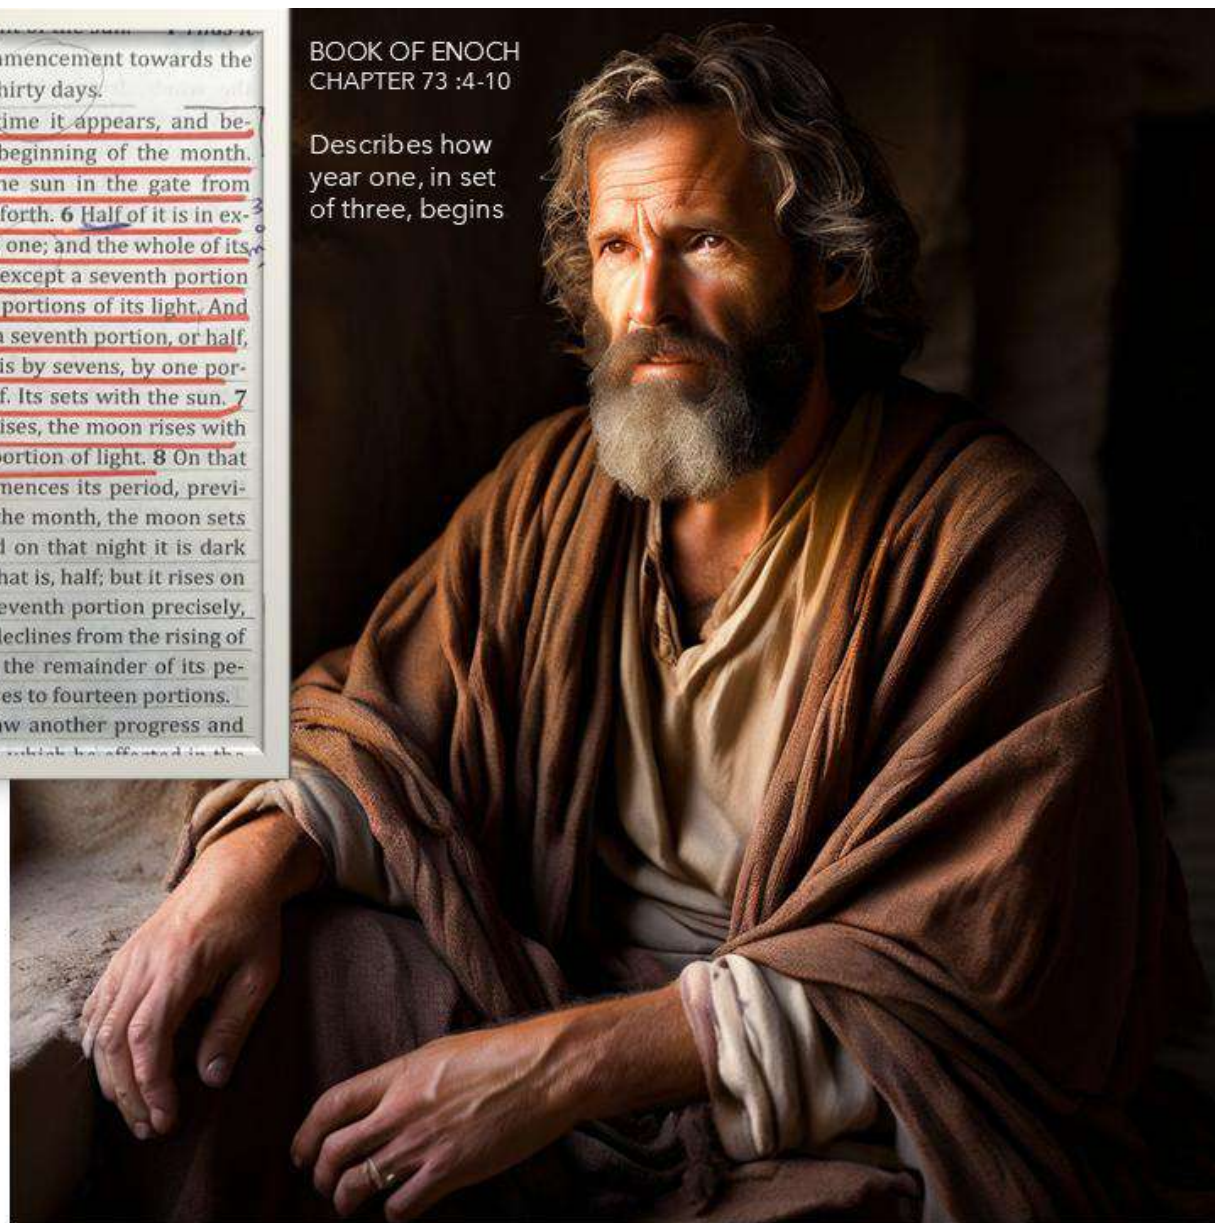 mmencement towards the
hirty days.
ime it appears, and be-
beginning of the month.
he sun in the gate from
forth. 6 Half of it is in ex-
one; and the whole of its
except a seventh portion
portions of its light. And
a seventh portion, or half,
is by sevens, by one por-
f. Its sets with the sun. 7
ises, the moon rises with
portion of light. 8 On that
mences its period, previ-
he month, the moon sets
d on that night it is dark
hat is, half; but it rises on
eventh portion precisely,
declines from the rising of
the remainder of its pe-
es to fourteen portions.
aw another progress and
BOOK OF ENOCH
CHAPTER 73 :4-10
Describes how
year one, in set
of three, begins